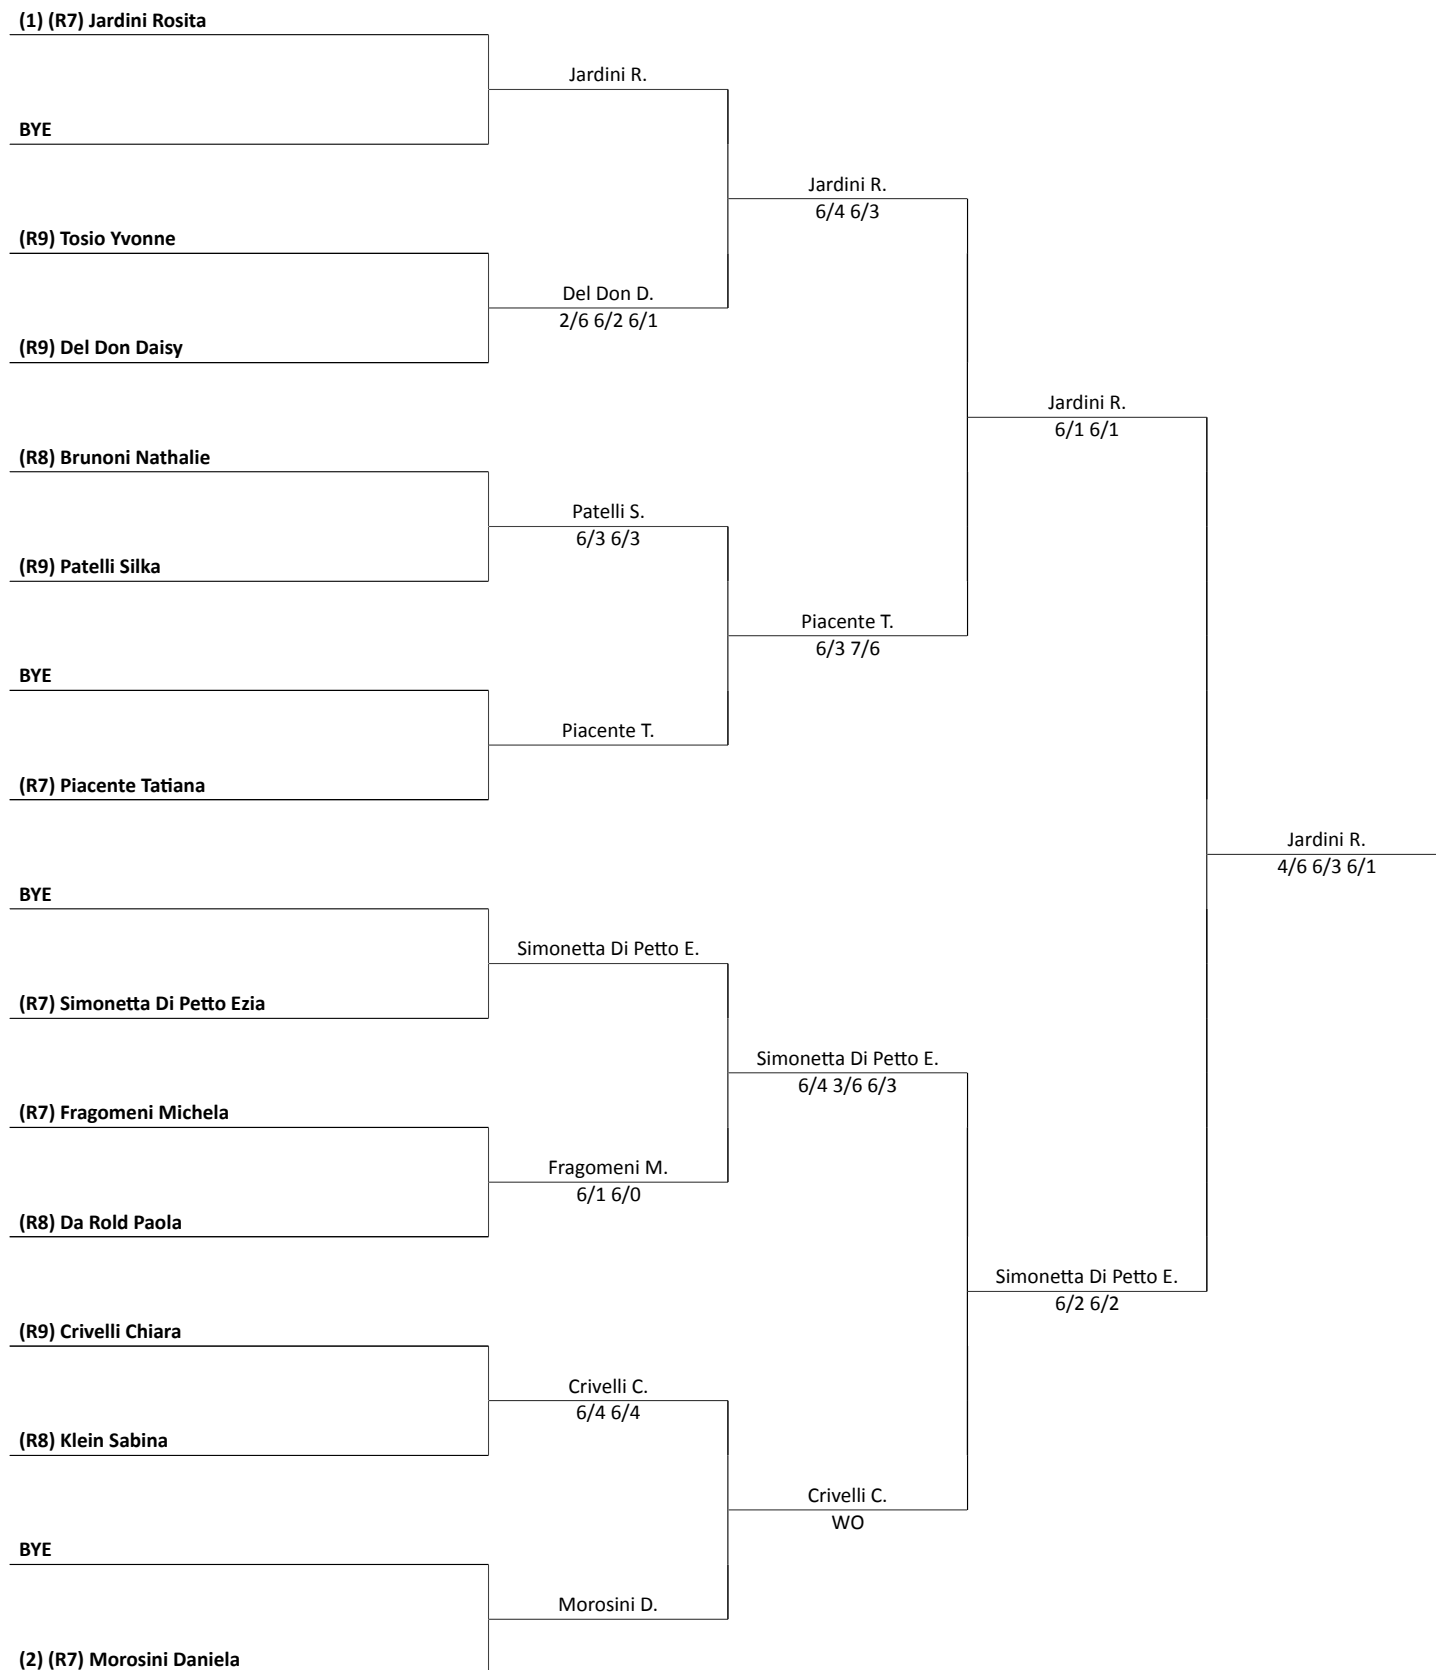 (1) (R7) Jardini Rosita
Jardini R.
BYE
Jardini R.
6/4 6/3
(R9) Tosio Yvonne
Del Don D.
2/6 6/2 6/1
(R9) Del Don Daisy
Jardini R.
6/1 6/1
(R8) Brunoni Nathalie
Patelli S.
6/3 6/3
(R9) Patelli Silka
Piacente T.
6/3 7/6
BYE
Piacente T.
(R7) Piacente Tatiana
Jardini R.
4/6 6/3 6/1
BYE
Simonetta Di Petto E.
(R7) Simonetta Di Petto Ezia
Simonetta Di Petto E.
6/4 3/6 6/3
(R7) Fragomeni Michela
Fragomeni M.
6/1 6/0
(R8) Da Rold Paola
Simonetta Di Petto E.
6/2 6/2
(R9) Crivelli Chiara
Crivelli C.
6/4 6/4
(R8) Klein Sabina
Crivelli C.
WO
BYE
Morosini D.
(2) (R7) Morosini Daniela